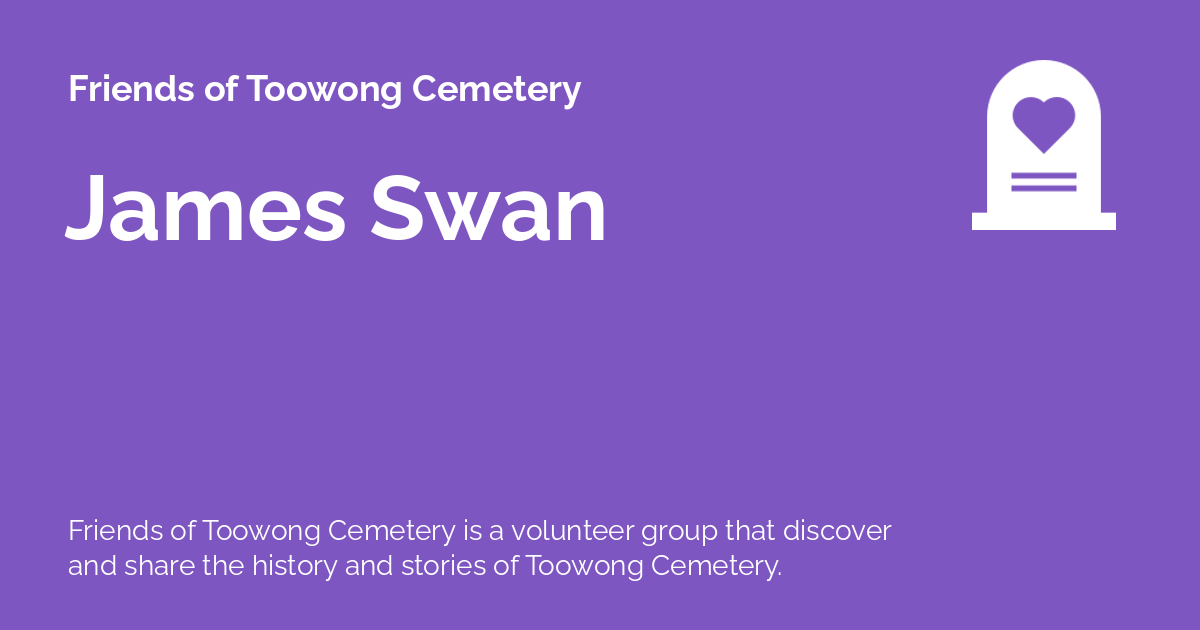 Friends of Toowong Cemetery
James Swan
Friends of Toowong Cemetery is a volunteer group that discover
and share the history and stories of Toowong Cemetery.